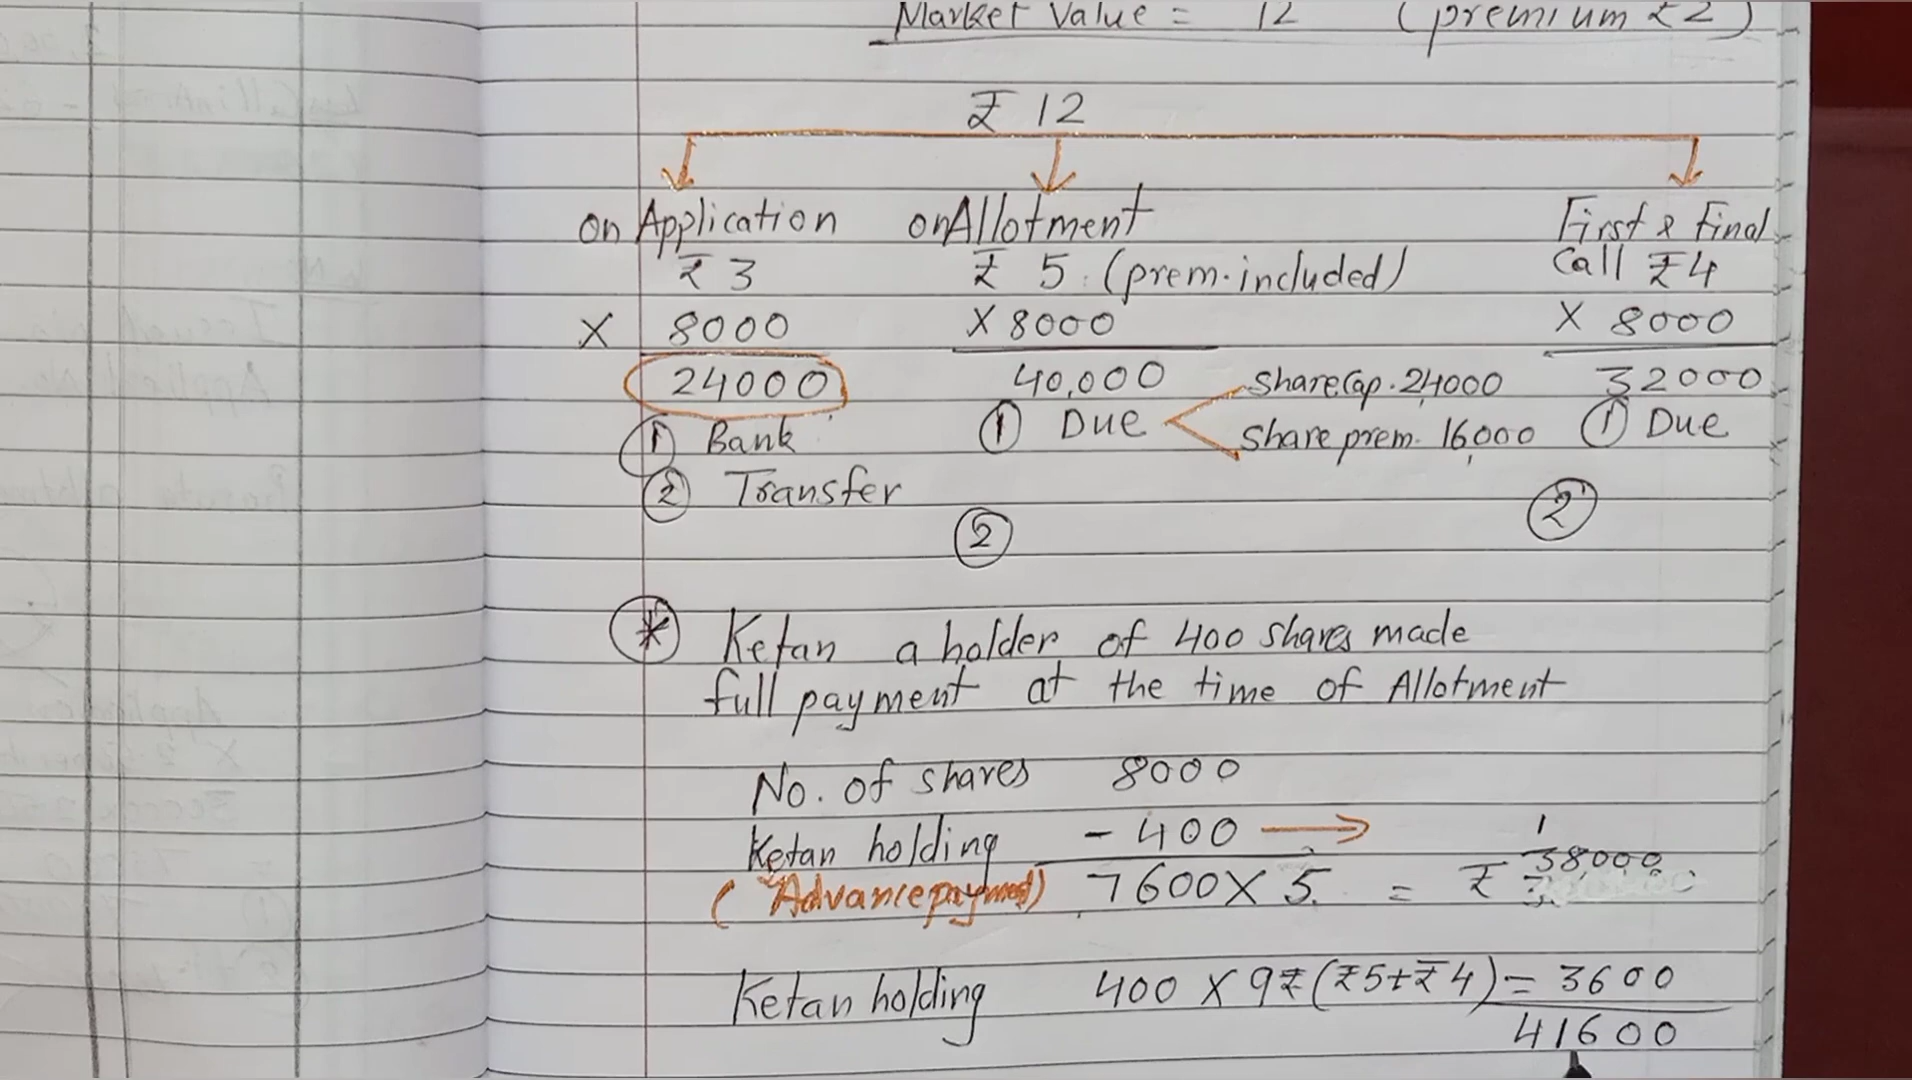 Market Value = 12 (premium ₹2)
₹ 12
on Application on Allotment First & Final
₹ 3 ₹ 5 (prem. included) Call ₹4
X 8000 X 8000 X 8000
24000 40,000 Share Cap. 24000 32000
① Bank ① Due Share prem. 16,000 ① Due
② Transfer
② ②
* Ketan a holder of 400 shares made
full payment at the time of Allotment
No. of shares 8000
Ketan holding - 400
(Advance payment) 7600 X 5 = ₹ 38,000
Ketan holding 400 X 9₹ (₹5+₹4) = 3600
41600